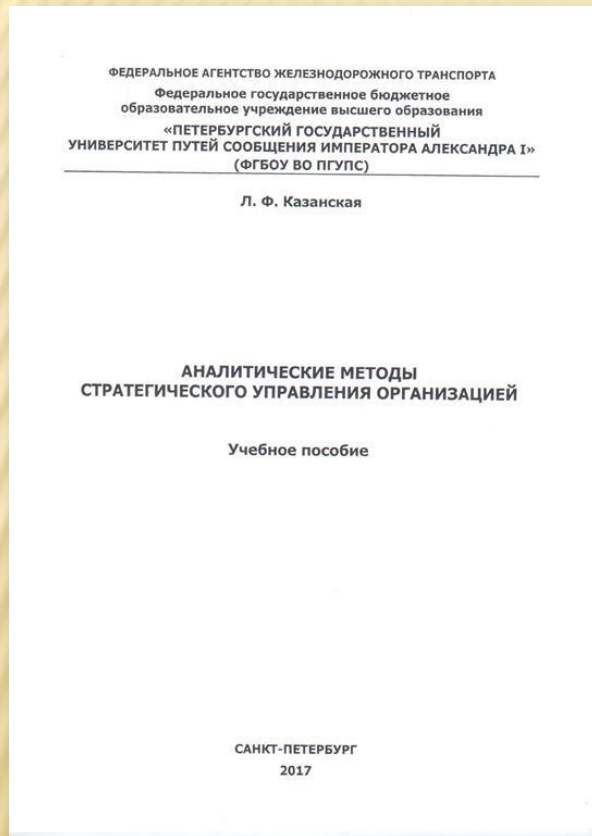 ФЕДЕРАЛЬНОЕ АГЕНТСТВО ЖЕЛЕЗНОДОРОЖНОГО ТРАНСПОРТА
Федеральное государственное бюджетное
образовательное учреждение высшего образования
«ПЕТЕРБУРГСКИЙ ГОСУДАРСТВЕННЫЙ
УНИВЕРСИТЕТ ПУТЕЙ СООБЩЕНИЯ ИМПЕРАТОРА АЛЕКСАНДРА I»
(ФГБОУ ВО ПГУПС)
Л. Ф. Казанская
АНАЛИТИЧЕСКИЕ МЕТОДЫ
СТРАТЕГИЧЕСКОГО УПРАВЛЕНИЯ ОРГАНИЗАЦИЕЙ
Учебное пособие
САНКТ-ПЕТЕРБУРГ
2017